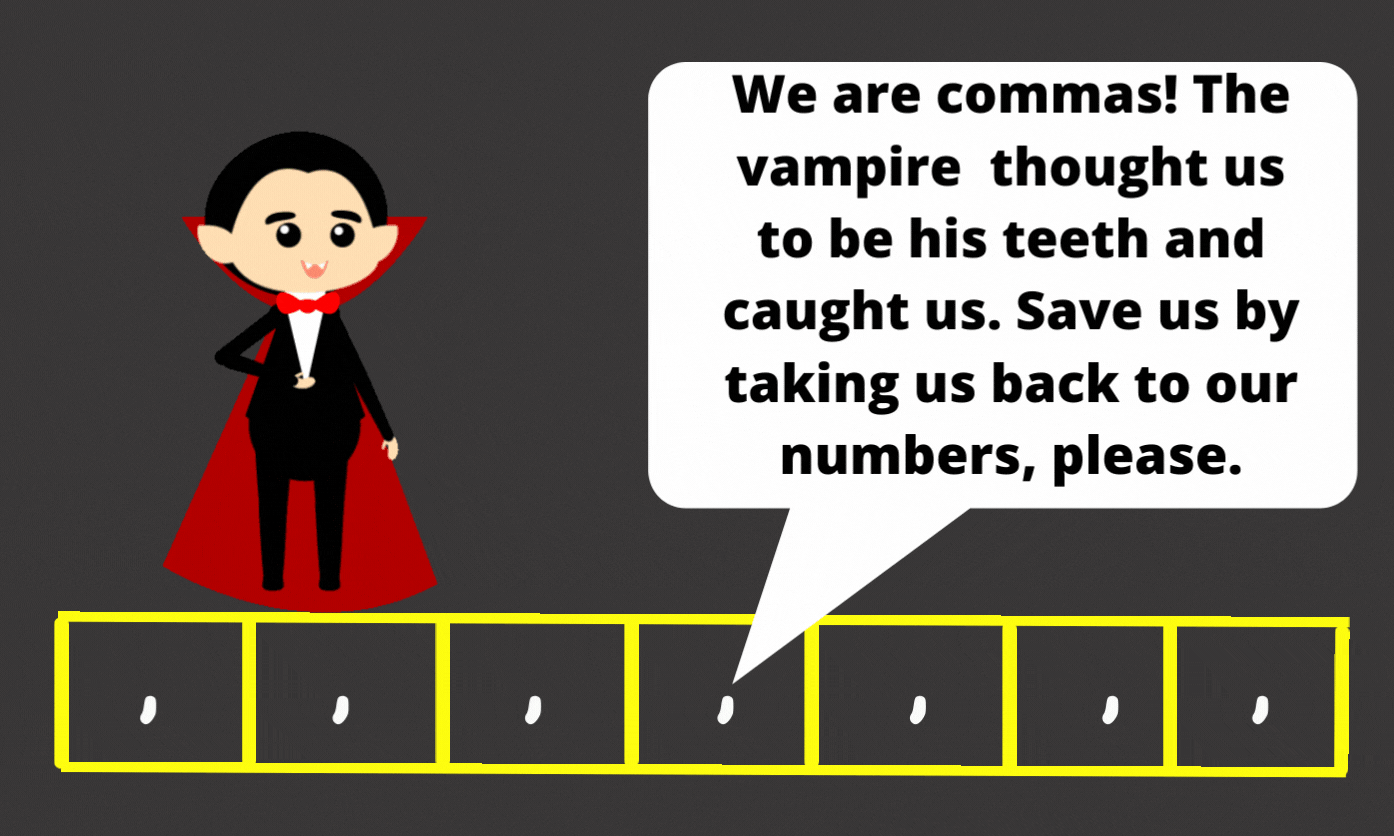 We are commas! The
vampire  thought us
to be his teeth and
caught us. Save us by
taking us back to our
numbers, please.
, , , , , , ,